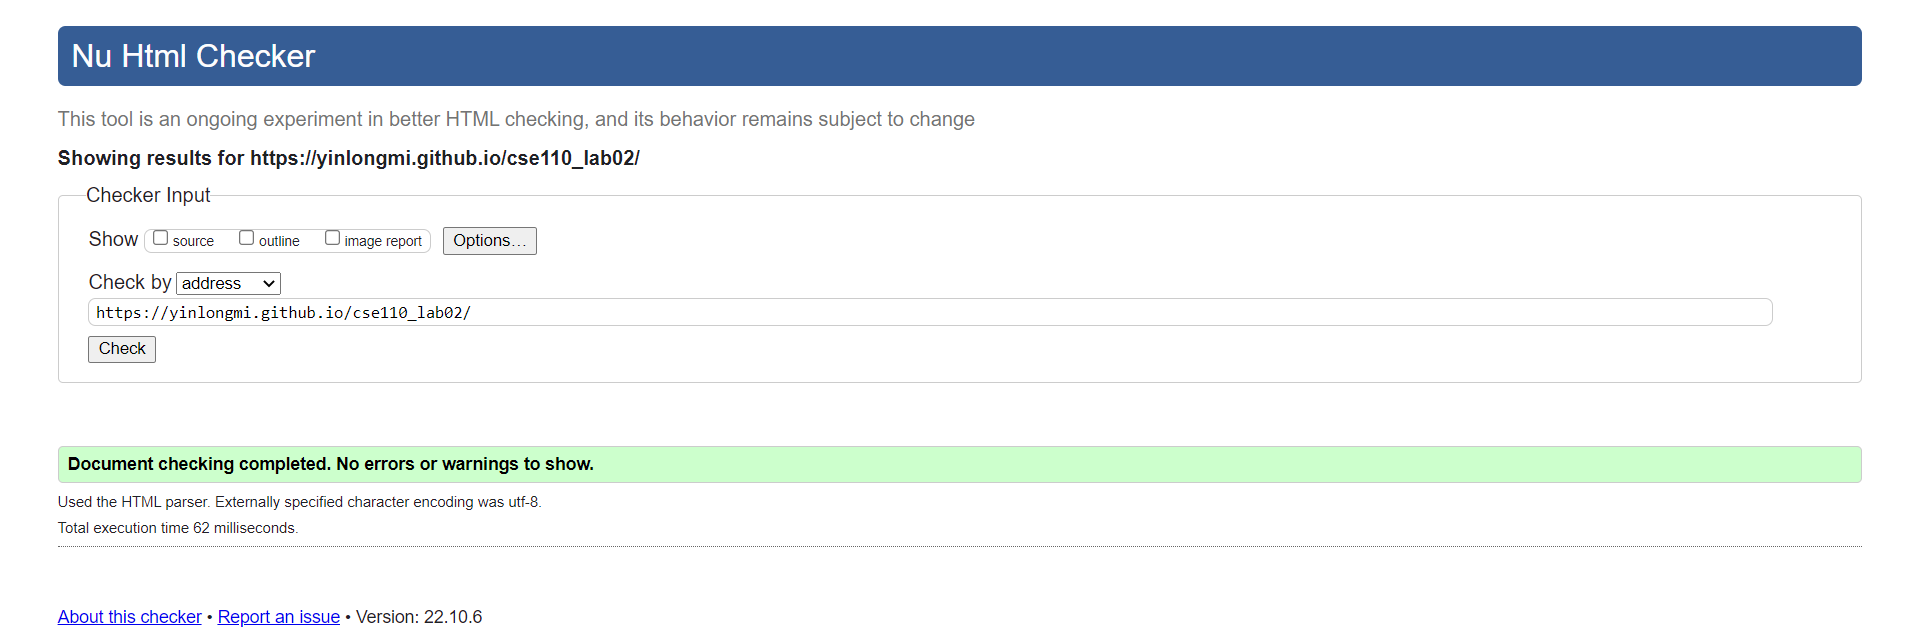 Nu Html Checker
This tool is an ongoing experiment in better HTML checking, and its behavior remains subject to change
Showing results for https://yinlongmi.github.io/cse110_lab02/
Checker Input
Show source outline image report Options…
Check by address
https://yinlongmi.github.io/cse110_lab02/
Check
Document checking completed. No errors or warnings to show.
Used the HTML parser. Externally specified character encoding was utf-8.
Total execution time 62 milliseconds.
About this checker • Report an issue • Version: 22.10.6